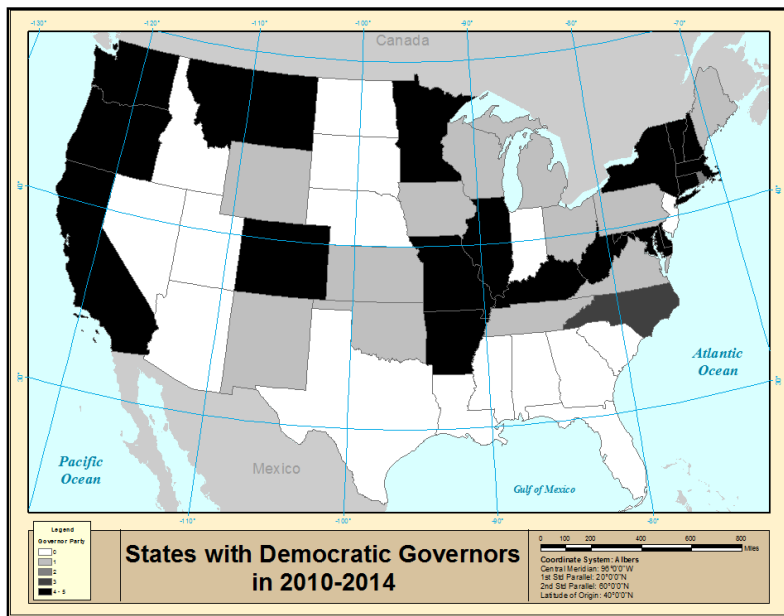 -130°
-120°
-110°
-100°
-90°
-80°
-70°
Canada
40°
40°
30°
30°
Atlantic
Ocean
Pacific
Ocean
Mexico
Gulf of Mexico
-110°
-100°
-90°
-80°
Legend
Governor Party
0
1
2
3
4 - 5
States with Democratic Governors
in 2010-2014
0 100 200 400 600 800
Miles
Coordinate System: Albers
Central Meridian: 96°0'0"W
1st Std Parallel: 20°0'0"N
2nd Std Parallel: 60°0'0"N
Latitude of Origin: 40°0'0"N